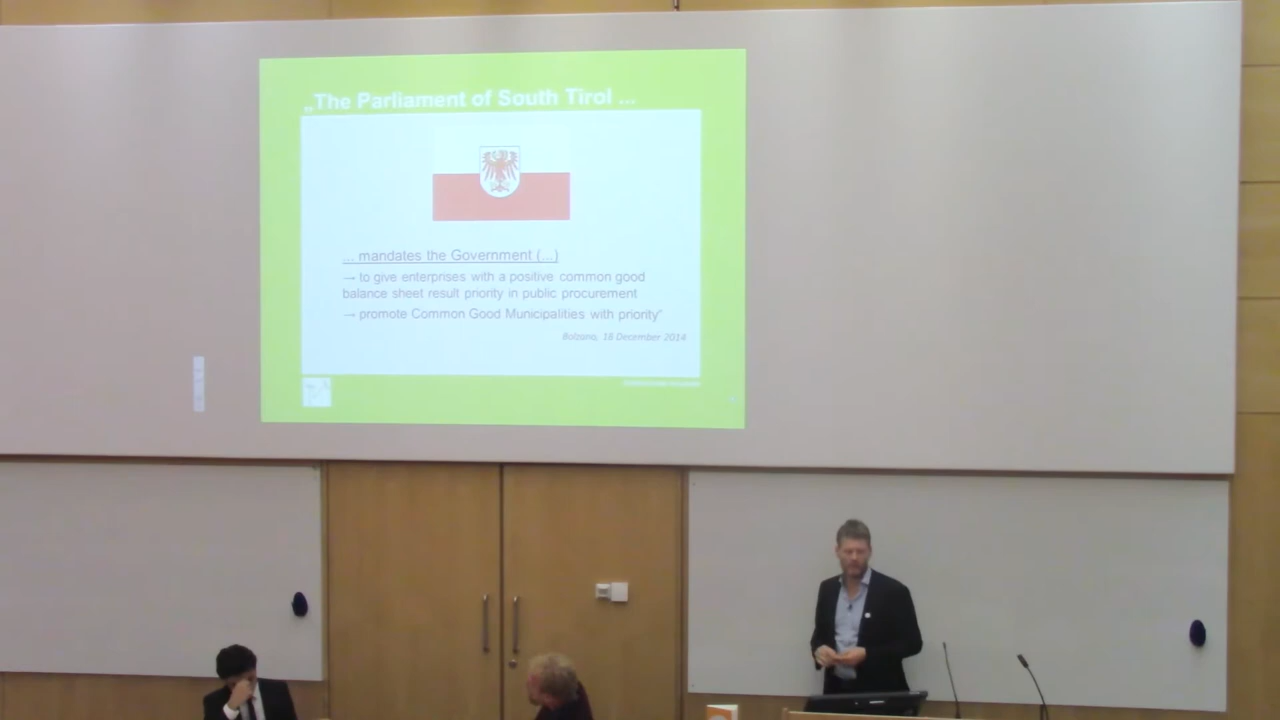 „The Parliament of South Tirol ...
... mandates the Government (...)
→ to give enterprises with a positive common good
balance sheet result priority in public procurement
→ promote Common Good Municipalities with priority“
Bolzano, 18 December 2014